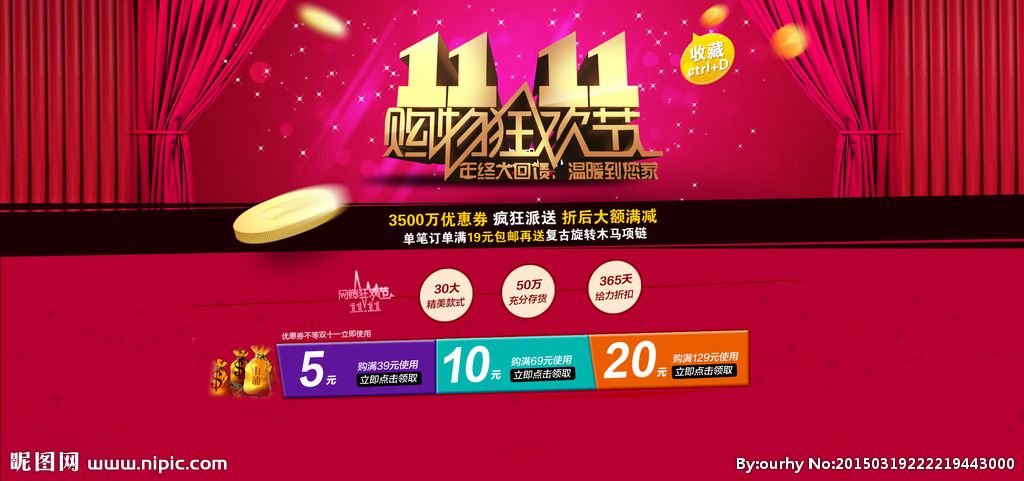 11 11
收藏
ctrl+D
购物狂欢节
年终大回馈,温暖到您家
3500万优惠券 疯狂派送 折后大额满减
单笔订单满19元包邮再送复古旋转木马项链
网购狂欢节
11.11
30大
精美款式
50万
充分存货
365天
给力折扣
优惠券不等双十一立即使用
5元
购满39元使用
立即点击领取
10元
购满69元使用
立即点击领取
20元
购满129元使用
立即点击领取
昵图网 www.nipic.com
By:ourhy No:20150319222219443000